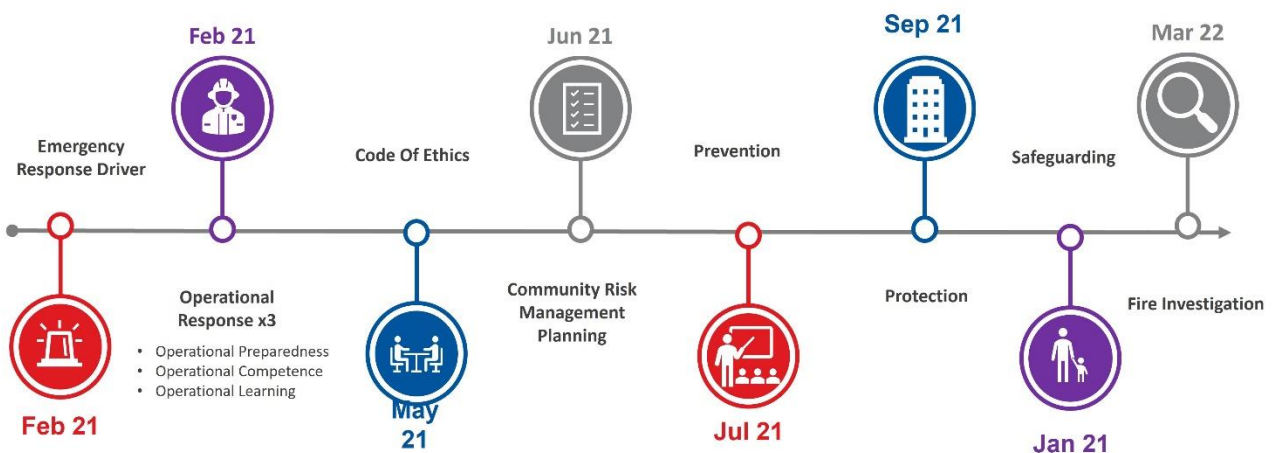 Feb 21
Jun 21
Sep 21
Mar 22
Emergency
Response Driver
Code Of Ethics
Prevention
Safeguarding
Operational
Response x3
• Operational Preparedness
• Operational Competence
• Operational Learning
Community Risk
Management
Planning
Protection
Fire Investigation
Feb 21
May
21
Jul 21
Jan 21